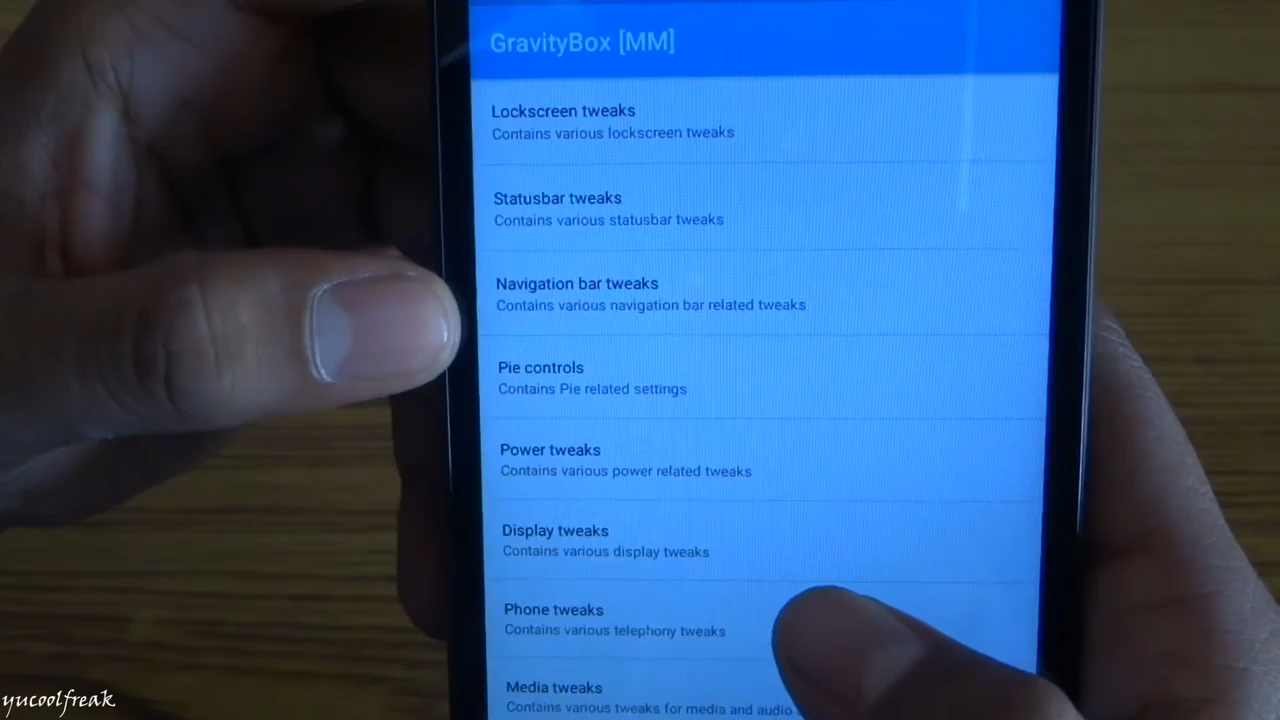 GravityBox [MM]
Lockscreen tweaks
Contains various lockscreen tweaks
Statusbar tweaks
Contains various statusbar tweaks
Navigation bar tweaks
Contains various navigation bar related tweaks
Pie controls
Contains Pie related settings
Power tweaks
Contains various power related tweaks
Display tweaks
Contains various display tweaks
Phone tweaks
Contains various telephony tweaks
Media tweaks
Contains various tweaks for media and audio
yucoolfreak